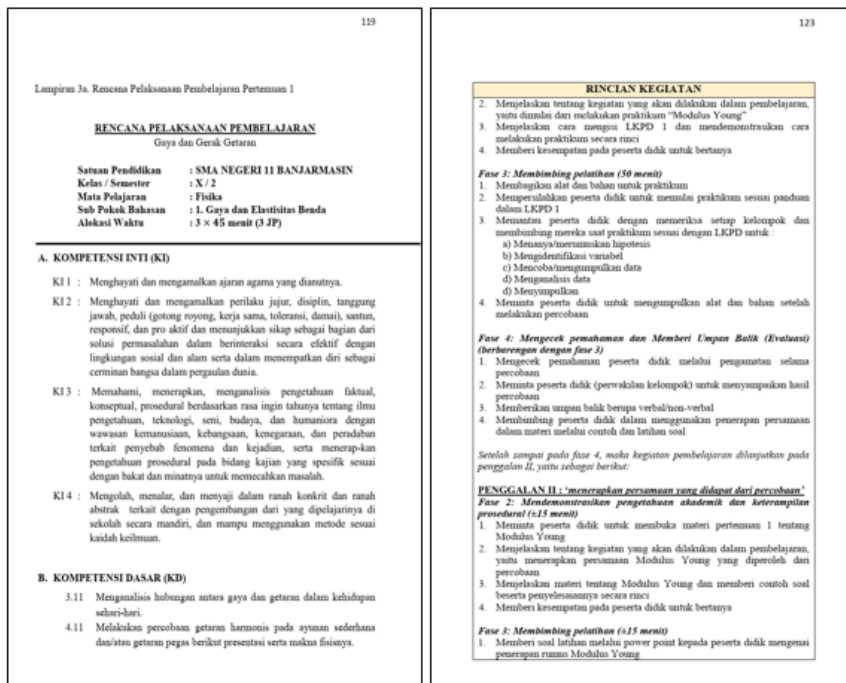 119
Lampiran 3a. Rencana Pelaksanaan Pembelajaran Pertemuan 1
RENCANA PELAKSANAAN PEMBELAJARAN
Gaya dan Gerak Getaran
Satuan Pendidikan : SMA NEGERI 11 BANJARMASIN
Kelas / Semester : X / 2
Mata Pelajaran : Fisika
Sub Pokok Bahasan : 1. Gaya dan Elastisitas Benda
Alokasi Waktu : 3 × 45 menit (3 JP)
A. KOMPETENSI INTI (KI)
KI 1 : Menghayati dan mengamalkan ajaran agama yang dianutnya.
KI 2 : Menghayati dan mengamalkan perilaku jujur, disiplin, tanggung
jawab, peduli (gotong royong, kerja sama, toleransi, damai), santun,
responsif, dan pro aktif dan menunjukkan sikap sebagai bagian dari
solusi permasalahan dalam berinteraksi secara efektif dengan
lingkungan sosial dan alam serta dalam menempatkan diri sebagai
cerminan bangsa dalam pergaulan dunia.
KI 3 : Memahami, menerapkan, menganalisis pengetahuan faktual,
konseptual, prosedural berdasarkan rasa ingin tahunya tentang ilmu
pengetahuan, teknologi, seni, budaya, dan humaniora dengan
wawasan kemanusiaan, kebangsaan, kenegaraan, dan peradaban
terkait penyebab fenomena dan kejadian, serta menerap-kan
pengetahuan prosedural pada bidang kajian yang spesifik sesuai
dengan bakat dan minatnya untuk memecahkan masalah.
KI 4 : Mengolah, menalar, dan menyaji dalam ranah konkrit dan ranah
abstrak terkait dengan pengembangan dari yang dipelajarinya di
sekolah secara mandiri, dan mampu menggunakan metode sesuai
kaidah keilmuan.
B. KOMPETENSI DASAR (KD)
3.11 Menganalisis hubungan antara gaya dan getaran dalam kehidupan
sehari-hari.
4.11 Melakukan percobaan getaran harmonis pada ayunan sederhana
dan/atau getaran pegas berikut presentasi serta makna fisisnya.
123
RINCIAN KEGIATAN
2. Menjelaskan tentang kegiatan yang akan dilakukan dalam pembelajaran,
yaitu dimulai dari melakukan praktikum "Modulus Young"
3. Menjelaskan cara mengisi LKPD 1 dan mendemonstrasikan cara
melakukan praktikum secara rinci
4. Memberi kesempatan pada peserta didik untuk bertanya
Fase 3: Membimbing pelatihan (50 menit)
1. Membagikan alat dan bahan untuk praktikum
2. Mempersilahkan peserta didik untuk memulai praktikum sesuai panduan
dalam LKPD 1
3. Memantau peserta didik dengan memeriksa setiap kelompok dan
membimbing mereka saat praktikum sesuai dengan LKPD untuk :
a) Menanya/merumuskan hipotesis
b) Mengidentifikasi variabel
c) Mencoba/mengumpulkan data
d) Menganalisis data
d) Menyimpulkan
4. Meminta peserta didik untuk mengumpulkan alat dan bahan setelah
melakukan percobaan
Fase 4: Mengecek pemahaman dan Memberi Umpan Balik (Evaluasi)
(berbarengan dengan fase 3)
1. Mengecek pemahaman peserta didik melalui pengamatan selama
percobaan
2. Meminta peserta didik (perwakilan kelompok) untuk menyampaikan hasil
percobaan
3. Memberikan umpan balik berupa verbal/non-verbal
4. Membimbing peserta didik dalam menggunakan penerapan persamaan
dalam materi melalui contoh dan latihan soal
Setelah sampai pada fase 4, maka kegiatan pembelajaran dilanjutkan pada
penggalan II, yaitu sebagai berikut:
PENGGALAN II : 'menerapkan persamaan yang didapat dari percobaan'
Fase 2: Mendemonstrasikan pengetahuan akademik dan keterampilan
prosedural (±15 menit)
1. Meminta peserta didik untuk membuka materi pertemuan 1 tentang
Modulus Young
2. Menjelaskan tentang kegiatan yang akan dilakukan dalam pembelajaran,
yaitu menerapkan persamaan Modulus Young yang diperoleh dari
percobaan
3. Menjelaskan materi tentang Modulus Young dan memberi contoh soal
beserta penyelesaiannya secara rinci
4. Memberi kesempatan pada peserta didik untuk bertanya
Fase 3: Membimbing pelatihan (±15 menit)
1. Memberi soal latihan melalui power point kepada peserta didik mengenai
penerapan rumus Modulus Young